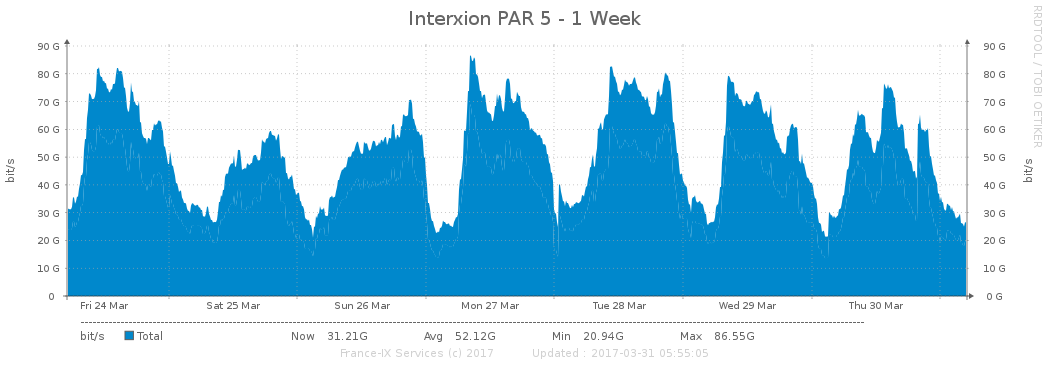 Interxion PAR 5 - 1 Week
RRDTOOL / TOBI OETIKER
bit/s
90 G
80 G
70 G
60 G
50 G
40 G
30 G
20 G
10 G
0
90 G
80 G
70 G
60 G
50 G
40 G
30 G
20 G
10 G
0 G
bit/s
Fri 24 Mar Sat 25 Mar Sun 26 Mar Mon 27 Mar Tue 28 Mar Wed 29 Mar Thu 30 Mar
bit/s Total Now 31.21G Avg 52.12G Min 20.94G Max 86.55G
France-IX Services (c) 2017 Updated : 2017-03-31 05:55:05